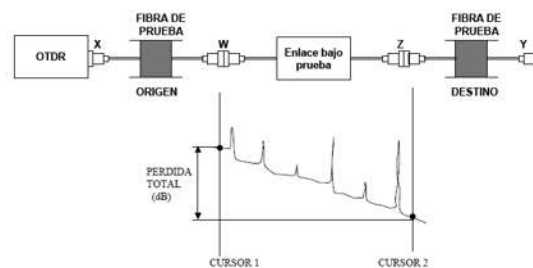 FIBRA DE
PRUEBA
FIBRA DE
PRUEBA
OTDR
X
W
Enlace bajo
prueba
Z
Y
ORIGEN
DESTINO
PERDIDA
TOTAL
(dB)
CURSOR 1
CURSOR 2